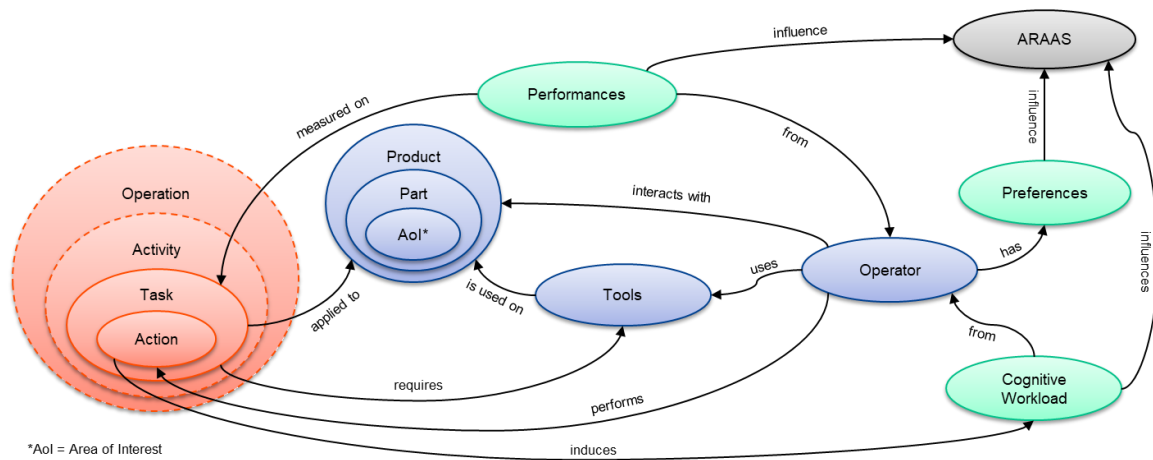 influence
ARAAS
Performances
measured on
influence
from
Product
Operation
Part
interacts with
Preferences
AoI*
Activity
has
influences
uses
Operator
Task
is used on
Tools
applied to
Action
from
requires
Cognitive
Workload
performs
*AoI = Area of Interest
induces